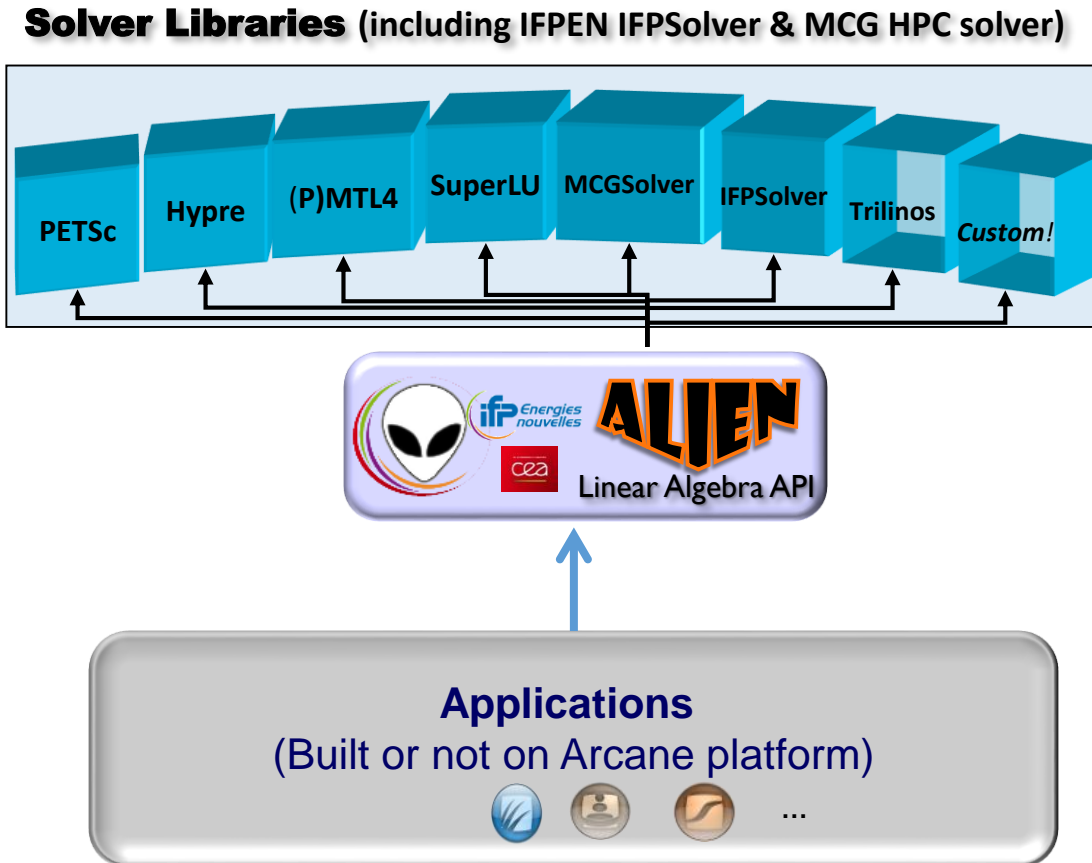 Solver Libraries (including IFPEN IFPSolver & MCG HPC solver)
PETSc
Hypre
(P)MTL4
SuperLU
MCGSolver
IFPSolver
Trilinos
Custom!
ifp Energies
nouvelles
cea
ALIEN
Linear Algebra API
Applications
(Built or not on Arcane platform)
...